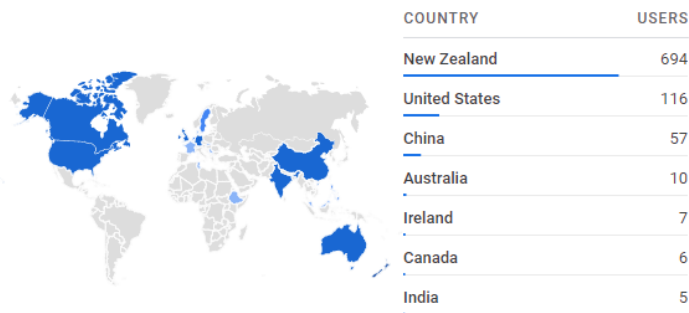 COUNTRY USERS
New Zealand 694
United States 116
China 57
Australia 10
Ireland 7
Canada 6
India 5